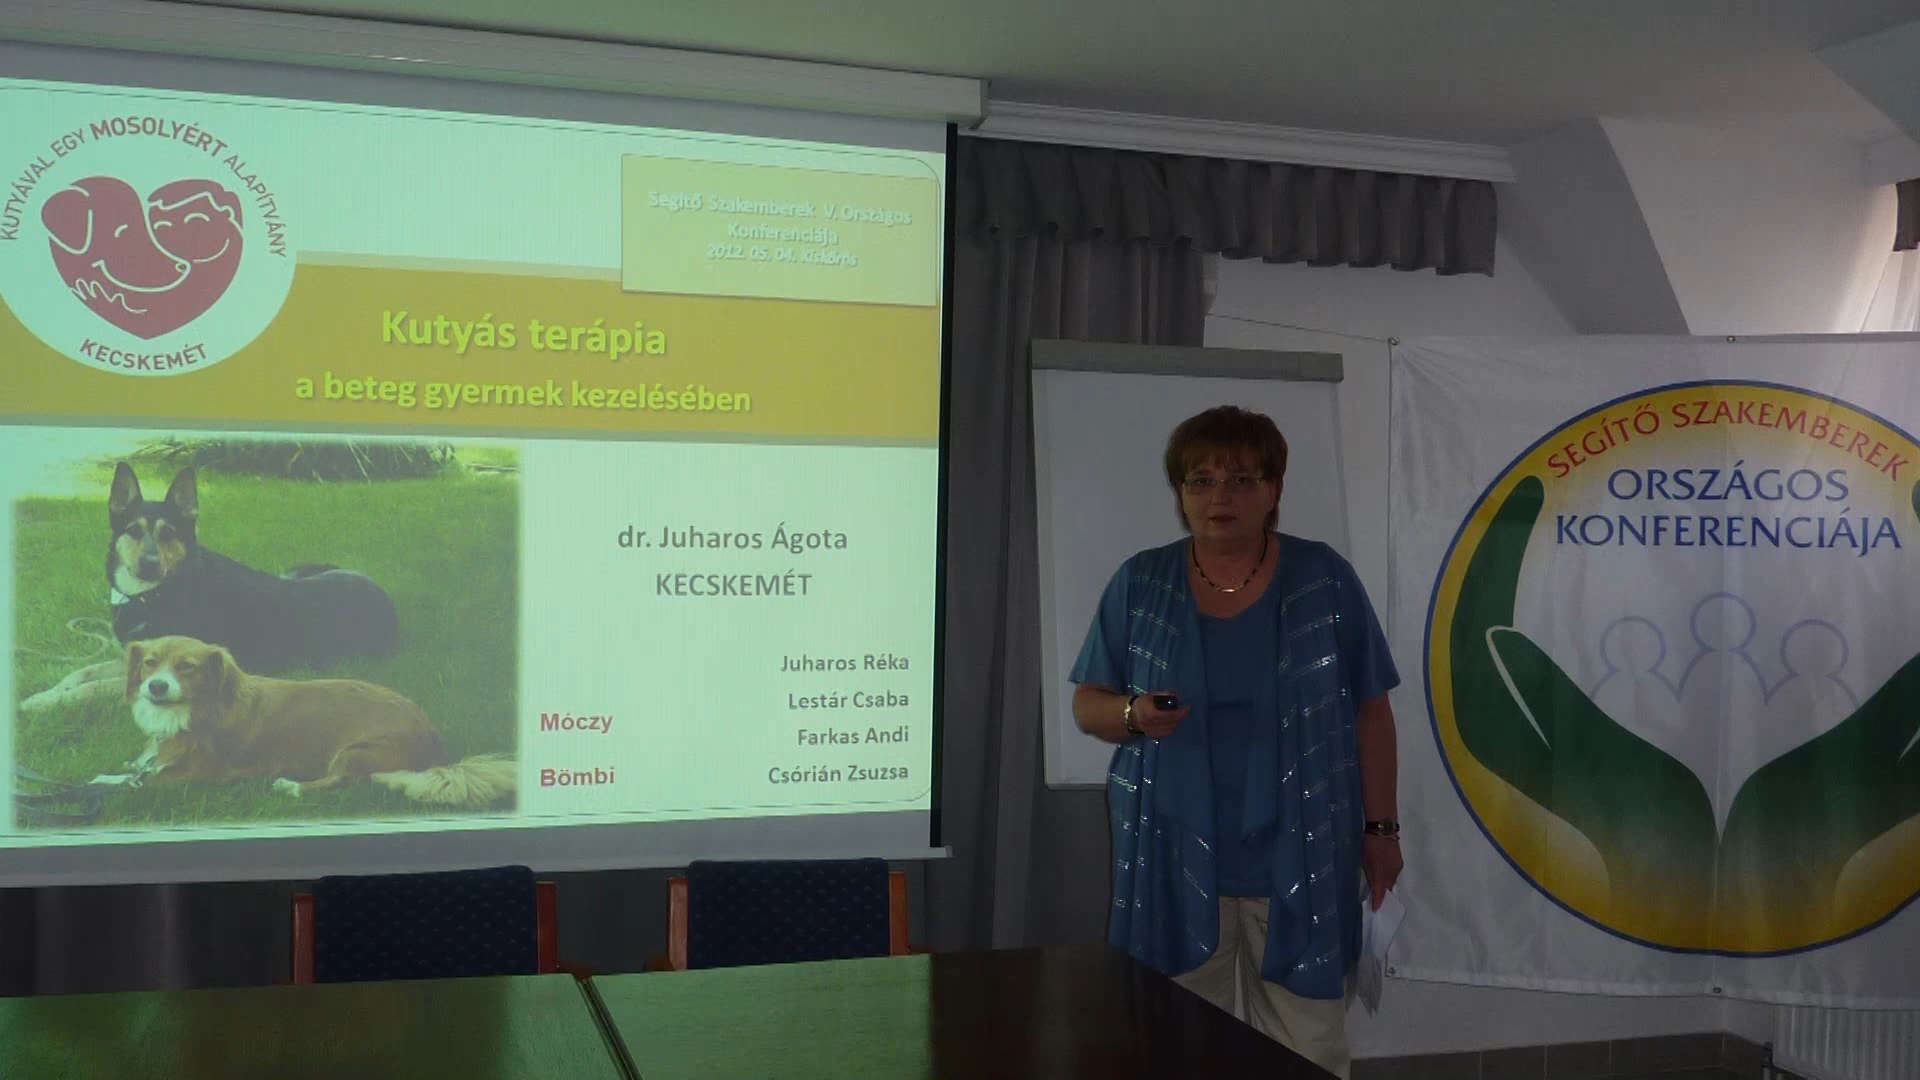 KUTYÁVAL EGY MOSOLYÉRT ALAPÍTVÁNY
KECSKEMÉT
Segítő Szakemberek V. Országos
Konferenciája
2012. 05. 04. Kiskőrös
Kutyás terápia
a beteg gyermek kezelésében
dr. Juharos Ágota
KECSKEMÉT
Juharos Réka
Lestár Csaba
Farkas Andi
Csórián Zsuzsa
Móczy
Bömbi
SEGÍTŐ SZAKEMBEREK
ORSZÁGOS
KONFERENCIÁJA